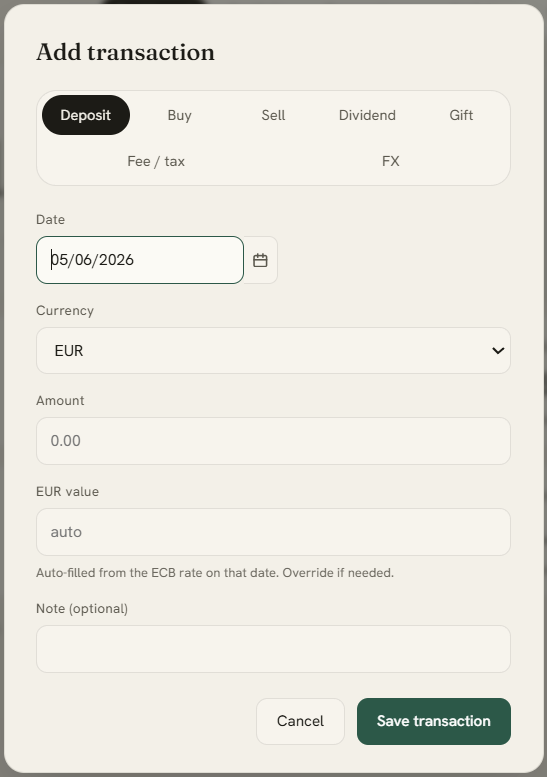 Add transaction
Deposit Buy Sell Dividend Gift
Fee / tax FX
Date
05/06/2026
Currency
EUR
Amount
0.00
EUR value
auto
Auto-filled from the ECB rate on that date. Override if needed.
Note (optional)
Cancel Save transaction